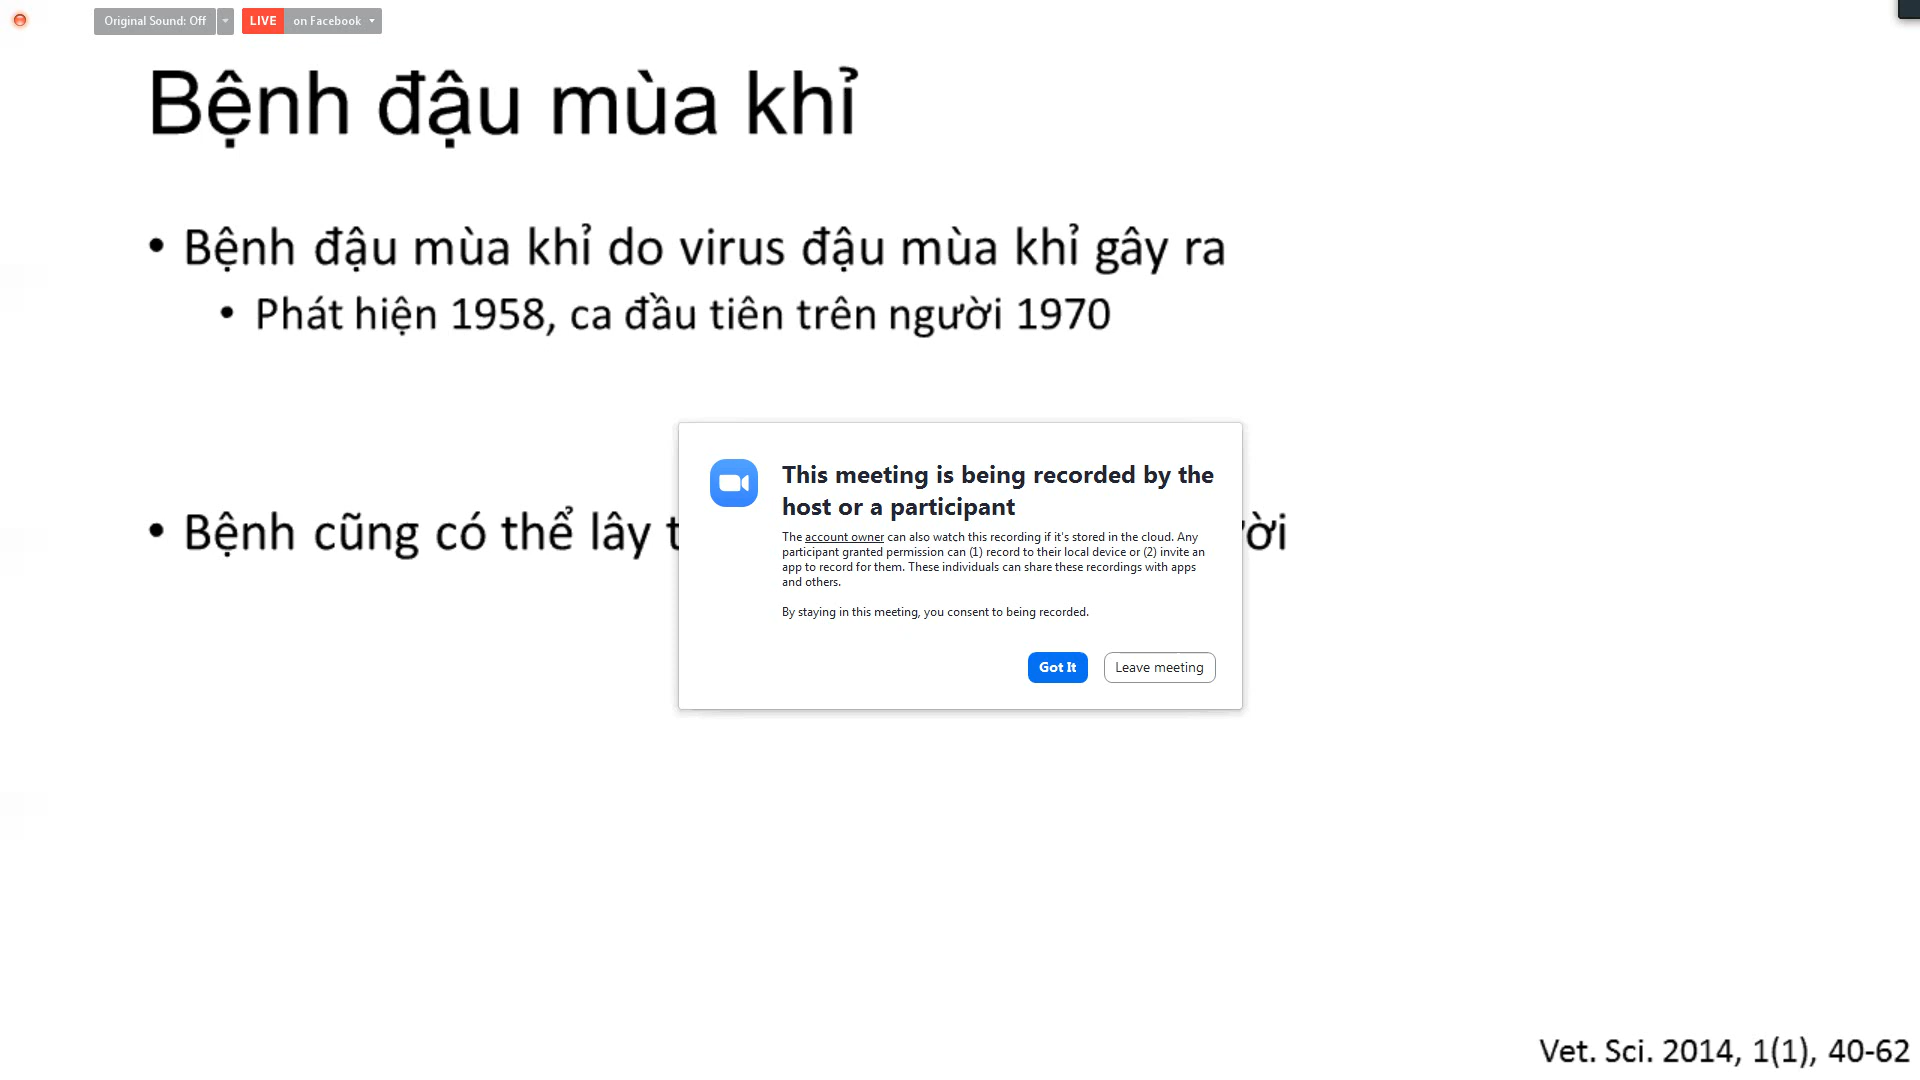 Original Sound: Off
LIVE on Facebook
Bệnh đậu mùa khỉ
• Bệnh đậu mùa khỉ do virus đậu mùa khỉ gây ra
• Phát hiện 1958, ca đầu tiên trên người 1970
This meeting is being recorded by the
host or a participant
The account owner can also watch this recording if it's stored in the cloud. Any
participant granted permission can (1) record to their local device or (2) invite an
app to record for them. These individuals can share these recordings with apps
and others.
By staying in this meeting, you consent to being recorded.
Got It
Leave meeting
• Bệnh cũng có thể lây
Vet. Sci. 2014, 1(1), 40-62